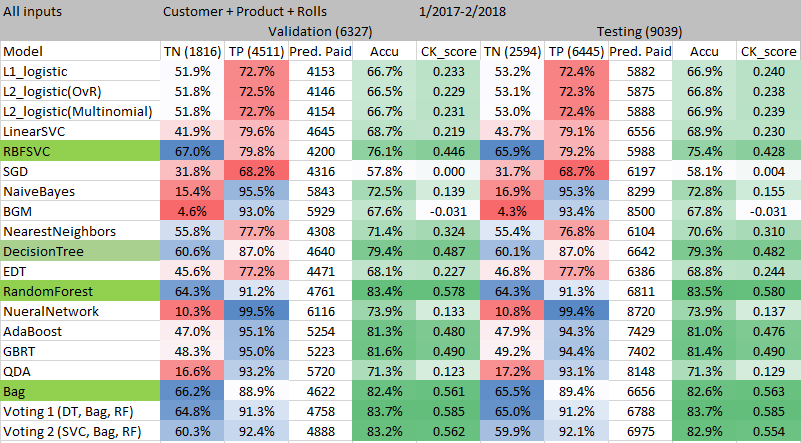 All inputs Customer + Product + Rolls 1/2017-2/2018
Validation (6327) Testing (9039)
Model TN (1816) TP (4511) Pred. Paid Accu CK_score TN (2594) TP (6445) Pred. Paid Accu CK_score
L1_logistic 51.9% 72.7% 4153 66.7% 0.233 53.2% 72.4% 5882 66.9% 0.240
L2_logistic(OvR) 51.8% 72.5% 4146 66.5% 0.229 53.1% 72.3% 5875 66.8% 0.238
L2_logistic(Multinomial) 51.8% 72.7% 4154 66.7% 0.231 53.0% 72.4% 5888 66.9% 0.239
LinearSVC 41.9% 79.6% 4645 68.7% 0.219 43.7% 79.1% 6556 68.9% 0.230
RBFSVC 67.0% 79.8% 4200 76.1% 0.446 65.9% 79.2% 5988 75.4% 0.428
SGD 31.8% 68.2% 4316 57.8% 0.000 31.7% 68.7% 6197 58.1% 0.004
NaiveBayes 15.4% 95.5% 5843 72.5% 0.139 16.9% 95.3% 8299 72.8% 0.155
BGM 4.6% 93.0% 5929 67.6% -0.031 4.3% 93.4% 8500 67.8% -0.031
NearestNeighbors 55.8% 77.7% 4308 71.4% 0.324 55.4% 76.8% 6104 70.6% 0.310
DecisionTree 60.6% 87.0% 4640 79.4% 0.487 60.1% 87.0% 6642 79.3% 0.482
EDT 45.6% 77.2% 4471 68.1% 0.227 46.8% 77.7% 6386 68.8% 0.244
RandomForest 64.3% 91.2% 4761 83.4% 0.578 64.3% 91.3% 6811 83.5% 0.580
NueralNetwork 10.3% 99.5% 6116 73.9% 0.133 10.8% 99.4% 8720 73.9% 0.137
AdaBoost 47.0% 95.1% 5254 81.3% 0.480 47.9% 94.3% 7429 81.0% 0.476
GBRT 48.3% 95.0% 5223 81.6% 0.490 49.2% 94.4% 7402 81.4% 0.490
QDA 16.6% 93.2% 5720 71.3% 0.123 17.2% 93.1% 8148 71.3% 0.129
Bag 66.2% 88.9% 4622 82.4% 0.561 65.5% 89.4% 6656 82.6% 0.563
Voting 1 (DT, Bag, RF) 64.8% 91.3% 4758 83.7% 0.585 65.0% 91.2% 6788 83.7% 0.585
Voting 2 (SVC, Bag, RF) 60.3% 92.4% 4888 83.2% 0.562 59.9% 92.1% 6975 82.9% 0.554